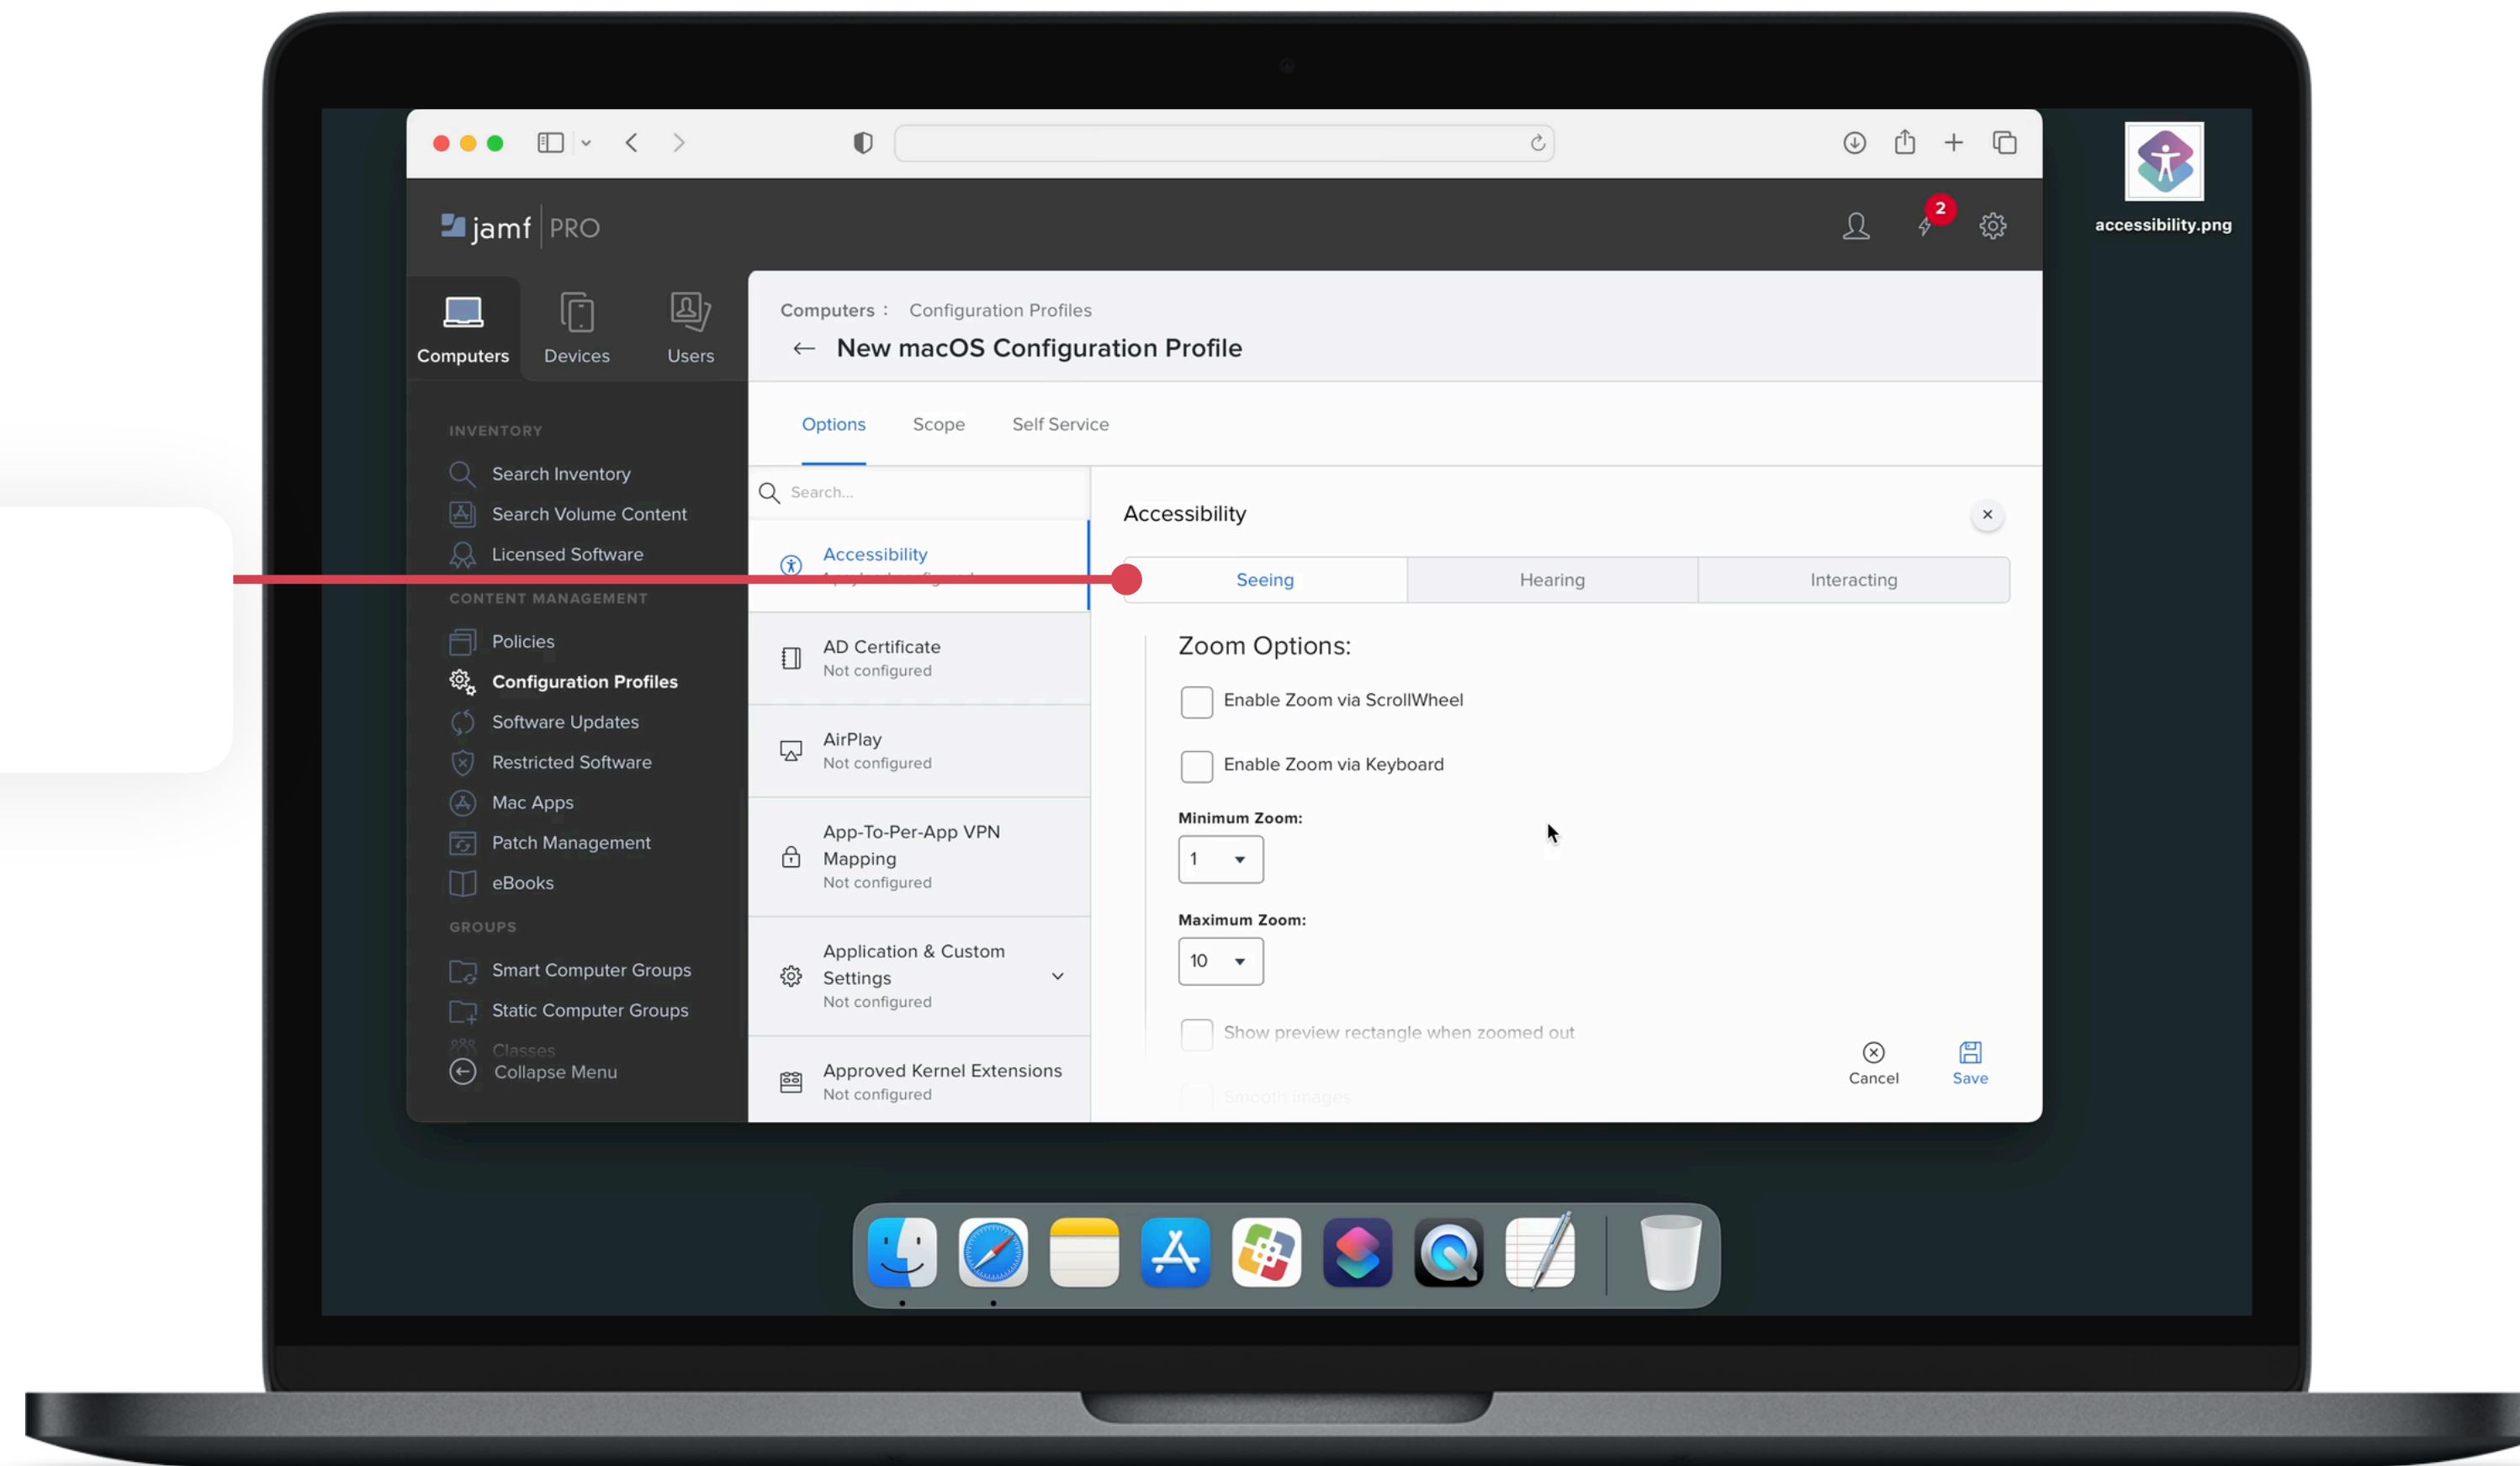 jamf PRO
2
accessibility.png
Computers
Devices
Users
INVENTORY
Search Inventory
Search Volume Content
Licensed Software
CONTENT MANAGEMENT
Policies
Configuration Profiles
Software Updates
Restricted Software
Mac Apps
Patch Management
eBooks
GROUPS
Smart Computer Groups
Static Computer Groups
Classes
Collapse Menu
Computers : Configuration Profiles
← New macOS Configuration Profile
Options
Scope
Self Service
Search...
Accessibility
AD Certificate
Not configured
AirPlay
Not configured
App-To-Per-App VPN
Mapping
Not configured
Application & Custom
Settings
Not configured
Approved Kernel Extensions
Not configured
Accessibility
Seeing
Hearing
Interacting
Zoom Options:
Enable Zoom via ScrollWheel
Enable Zoom via Keyboard
Minimum Zoom:
1
Maximum Zoom:
10
Show preview rectangle when zoomed out
Smooth images
Cancel
Save